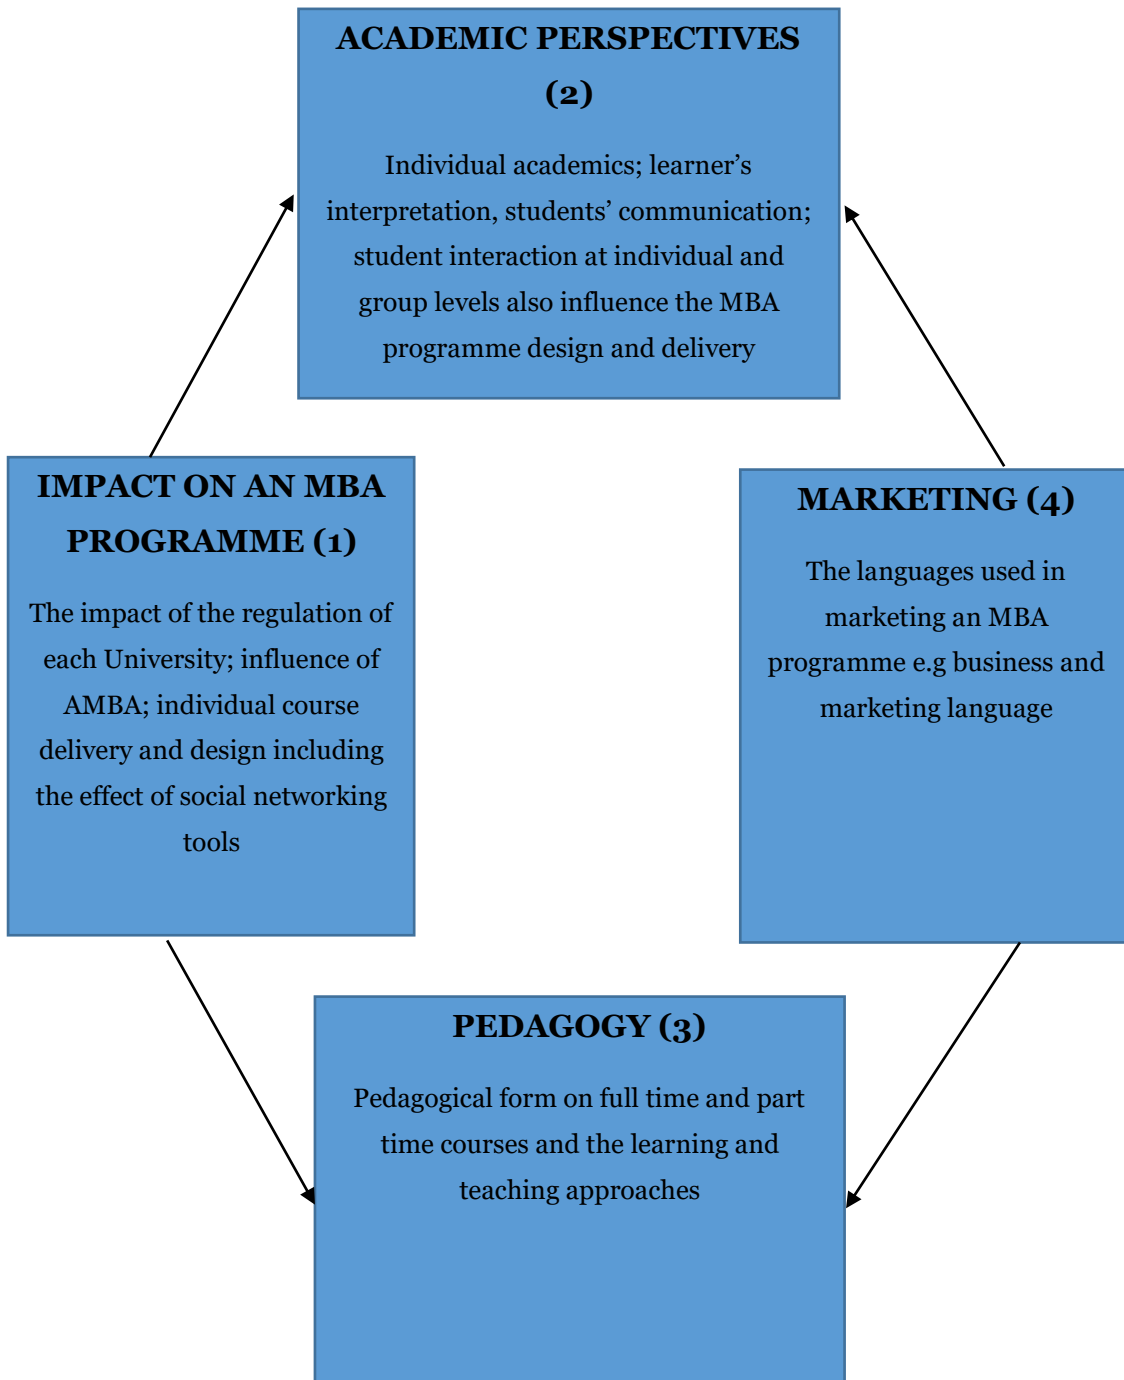 ACADEMIC PERSPECTIVES
(2)
Individual academics; learner’s
interpretation, students’ communication;
student interaction at individual and
group levels also influence the MBA
programme design and delivery
IMPACT ON AN MBA
PROGRAMME (1)
The impact of the regulation of
each University; influence of
AMBA; individual course
delivery and design including
the effect of social networking
tools
MARKETING (4)
The languages used in
marketing an MBA
programme e.g business and
marketing language
PEDAGOGY (3)
Pedagogical form on full time and part
time courses and the learning and
teaching approaches